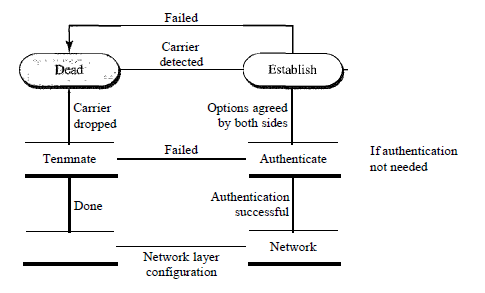 Failed
Carrier
detected
Dead
Establish
Carrier
dropped
Options agreed
by both sides
Tenmnate
Failed
Authenticate
If authentication
not needed
Done
Authentication
successful
Network
Network layer
configuration